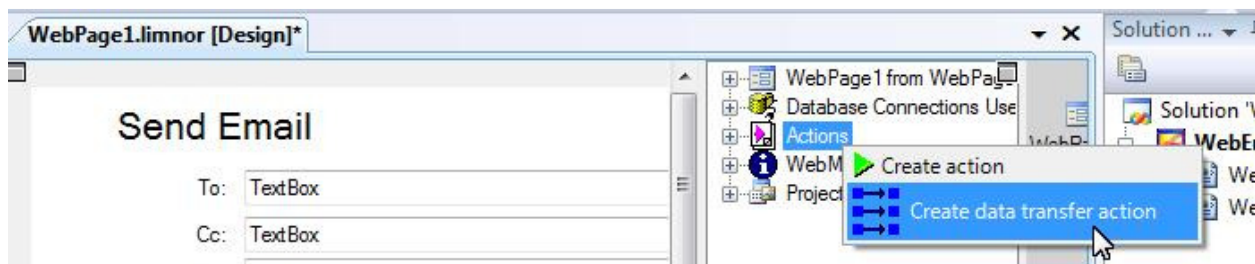 WebPage1.limnor [Design]*
Solution ...
WebPage1 from WebPage
Database Connections Use
Actions
WebM
Project
Create action
Create data transfer action
Send Email
To: TextBox
Cc: TextBox
Solution '
WebE
We
We